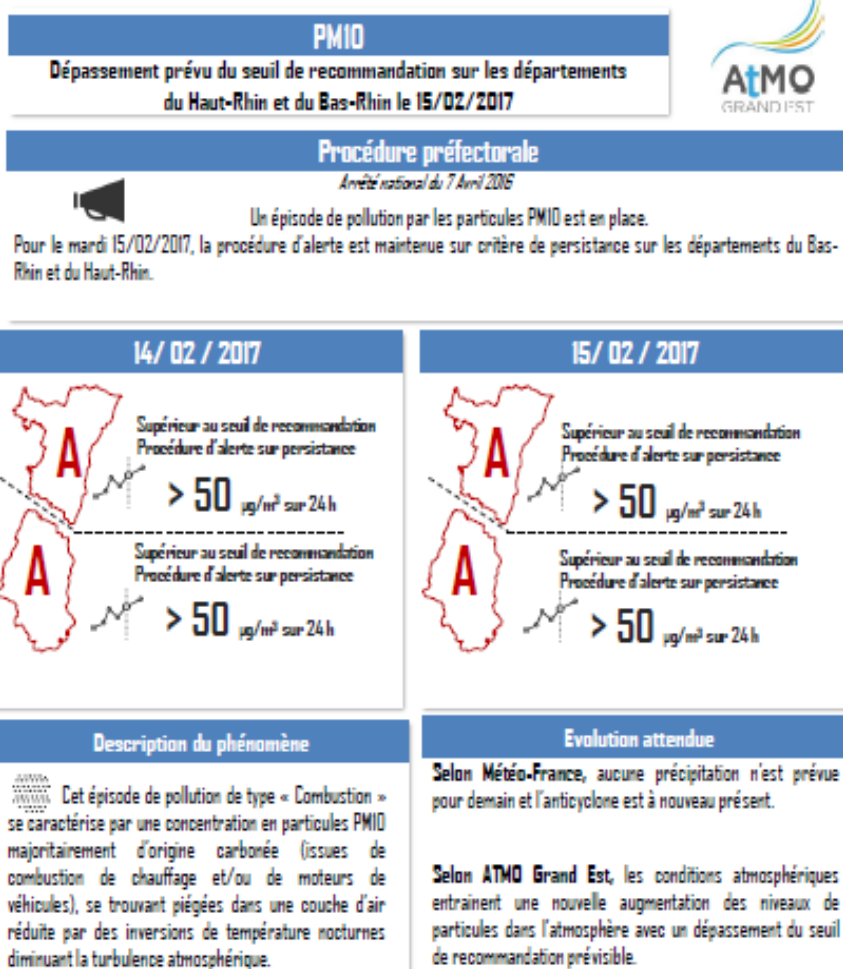 PM10
Dépassement prévu du seuil de recommandation sur les départements
du Haut-Rhin et du Bas-Rhin le 15/02/2017
AtMO
GRAND EST
Procédure préfectorale
Arrêté national du 7 Avril 2016
Un épisode de pollution par les particules PM10 est en place.
Pour le mardi 15/02/2017, la procédure d'alerte est maintenue sur critère de persistance sur les départements du Bas-
Rhin et du Haut-Rhin.
14/ 02 / 2017
A
Supérieur au seuil de recommandation
Procédure d'alerte sur persistance
> 50 µg/m³ sur 24 h
A
Supérieur au seuil de recommandation
Procédure d'alerte sur persistance
> 50 µg/m³ sur 24 h
15/ 02 / 2017
A
Supérieur au seuil de recommandation
Procédure d'alerte sur persistance
> 50 µg/m³ sur 24 h
A
Supérieur au seuil de recommandation
Procédure d'alerte sur persistance
> 50 µg/m³ sur 24 h
Description du phénomène
Cet épisode de pollution de type « Combustion »
se caractérise par une concentration en particules PM10
majoritairement d'origine carbonée (issues de
combustion de chauffage et/ou de moteurs de
véhicules), se trouvant piégées dans une couche d'air
réduite par des inversions de température nocturnes
diminuant la turbulence atmosphérique.
Evolution attendue
Selon Météo-France, aucune précipitation n'est prévue
pour demain et l'anticyclone est à nouveau présent.
Selon ATMO Grand Est, les conditions atmosphériques
entrainent une nouvelle augmentation des niveaux de
particules dans l'atmosphère avec un dépassement du seuil
de recommandation prévisible.